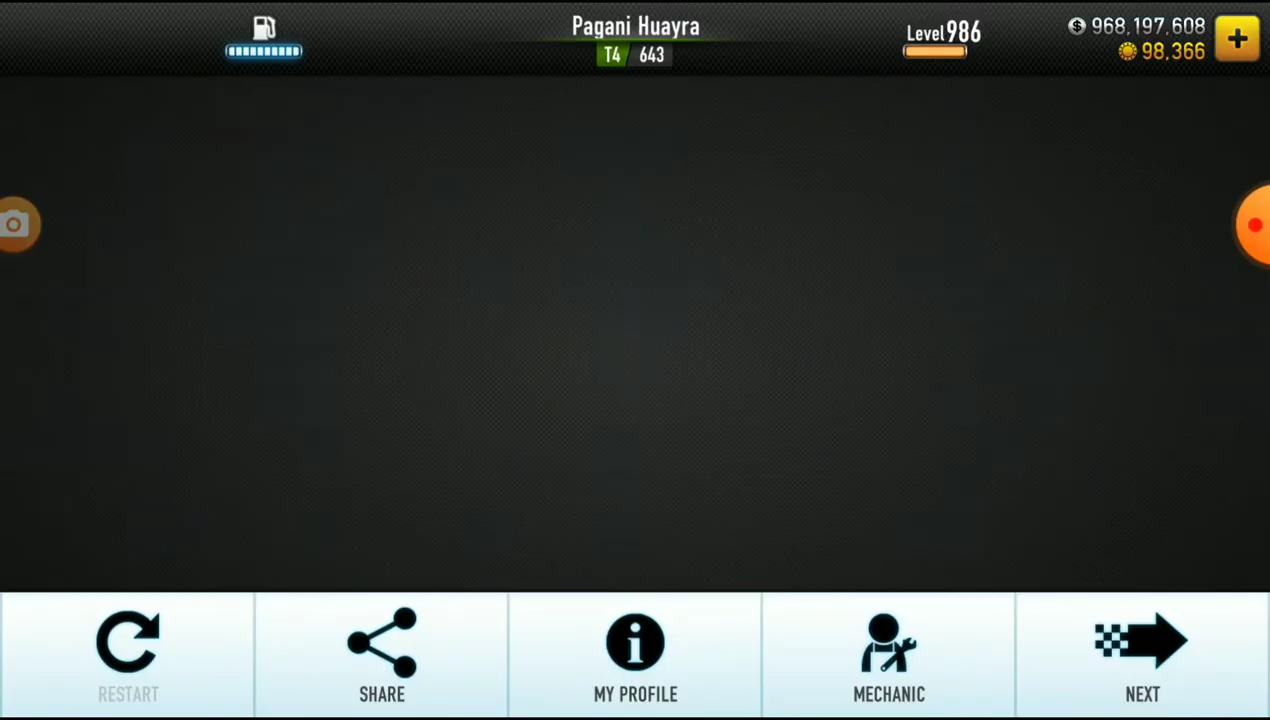 Pagani Huayra
T4 643
Level 986
968,197,608
98,366
RESTART
SHARE
MY PROFILE
MECHANIC
NEXT